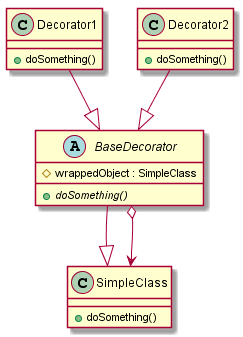 C Decorator1
C Decorator2
doSomething()
doSomething()
A BaseDecorator
wrappedObject : SimpleClass
doSomething()
C SimpleClass
doSomething()